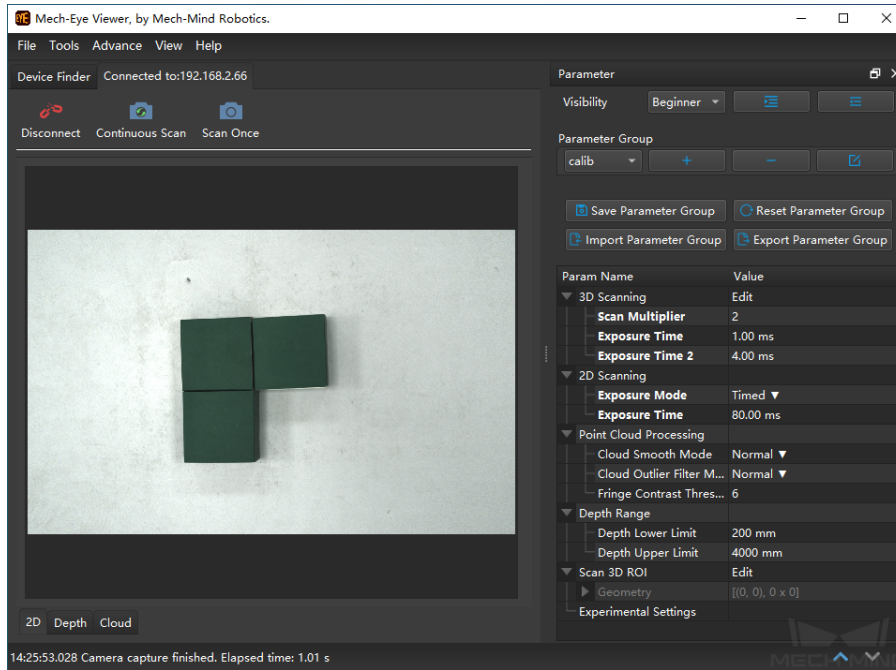 Mech-Eye Viewer, by Mech-Mind Robotics.
File Tools Advance View Help
Device Finder Connected to:192.168.2.66
Disconnect Continuous Scan Scan Once
2D Depth Cloud
Parameter
Visibility Beginner
Parameter Group
calib
Save Parameter Group Reset Parameter Group
Import Parameter Group Export Parameter Group
Param Name Value
3D Scanning Edit
Scan Multiplier 2
Exposure Time 1.00 ms
Exposure Time 2 4.00 ms
2D Scanning
Exposure Mode Timed ▼
Exposure Time 80.00 ms
Point Cloud Processing
Cloud Smooth Mode Normal ▼
Cloud Outlier Filter M... Normal ▼
Fringe Contrast Thres... 6
Depth Range
Depth Lower Limit 200 mm
Depth Upper Limit 4000 mm
Scan 3D ROI Edit
Geometry [(0, 0), 0 x 0]
Experimental Settings
14:25:53.028 Camera capture finished. Elapsed time: 1.01 s